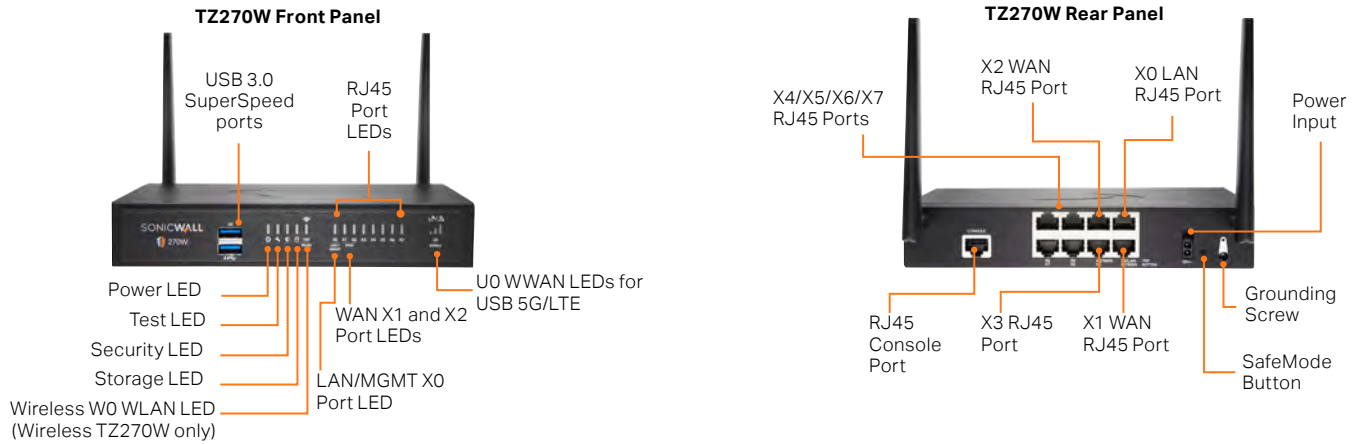 TZ270W Front Panel
USB 3.0
SuperSpeed
ports
RJ45
Port
LEDs
SONICWALL
270W
Power LED
Test LED
Security LED
Storage LED
Wireless W0 WLAN LED
(Wireless TZ270W only)
LAN/MGMT X0
Port LED
WAN X1 and X2
Port LEDs
U0 WWAN LEDs for
USB 5G/LTE
TZ270W Rear Panel
X4/X5/X6/X7
RJ45 Ports
X2 WAN
RJ45 Port
X0 LAN
RJ45 Port
Power
Input
CONSOLE
RJ45
Console
Port
X3 RJ45
Port
X1 WAN
RJ45 Port
Grounding
Screw
SafeMode
Button